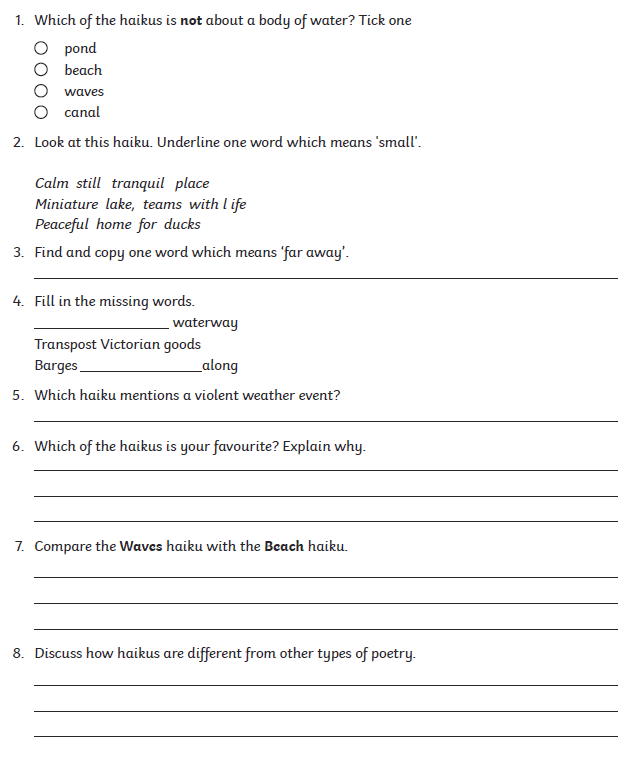 1. Which of the haikus is not about a body of water? Tick one
pond
beach
waves
canal
2. Look at this haiku. Underline one word which means 'small'.
Calm still tranquil place
Miniature lake, teams with l ife
Peaceful home for ducks
3. Find and copy one word which means ‘far away’.
4. Fill in the missing words.
____________________ waterway
Transpost Victorian goods
Barges__________________along
5. Which haiku mentions a violent weather event?
6. Which of the haikus is your favourite? Explain why.
7. Compare the Waves haiku with the Beach haiku.
8. Discuss how haikus are different from other types of poetry.